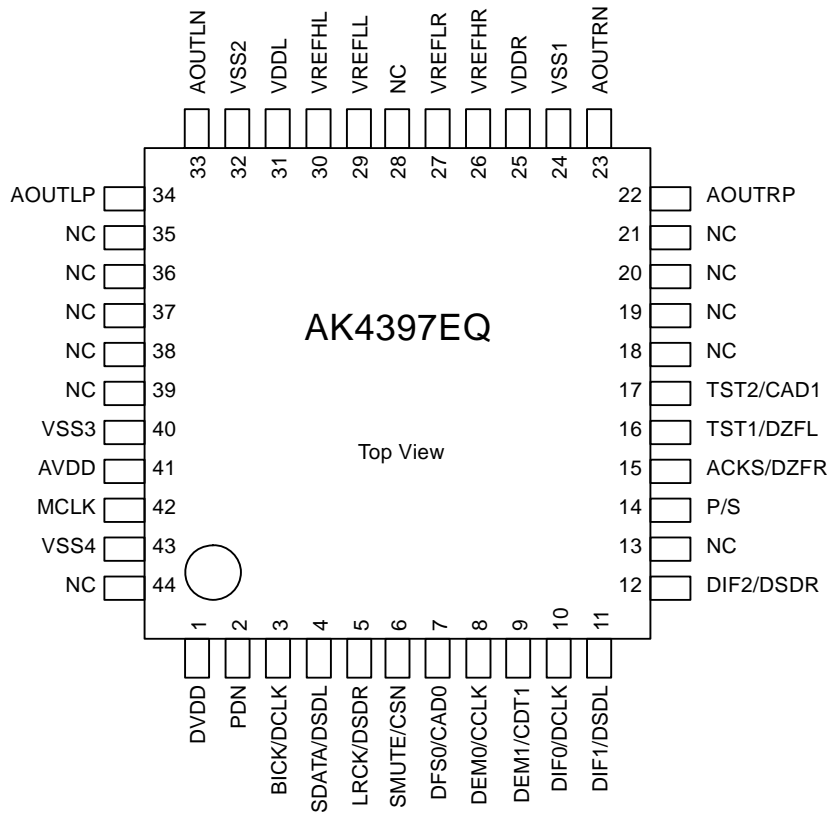 AOUTLN
VSS2
VDDL
VREFHL
VREFLL
NC
VREFLR
VREFHR
VDDR
VSS1
AOUTRN
33
32
31
30
29
28
27
26
25
24
23
AOUTLP 34
NC 35
NC 36
NC 37
NC 38
NC 39
VSS3 40
AVDD 41
MCLK 42
VSS4 43
NC 44
AK4397EQ
Top View
22 AOUTRP
21 NC
20 NC
19 NC
18 NC
17 TST2/CAD1
16 TST1/DZFL
15 ACKS/DZFR
14 P/S
13 NC
12 DIF2/DSDR
1
2
3
4
5
6
7
8
9
10
11
DVDD
PDN
BICK/DCLK
SDATA/DSDL
LRCK/DSDR
SMUTE/CSN
DFS0/CAD0
DEM0/CCLK
DEM1/CDT1
DIF0/DCLK
DIF1/DSDL